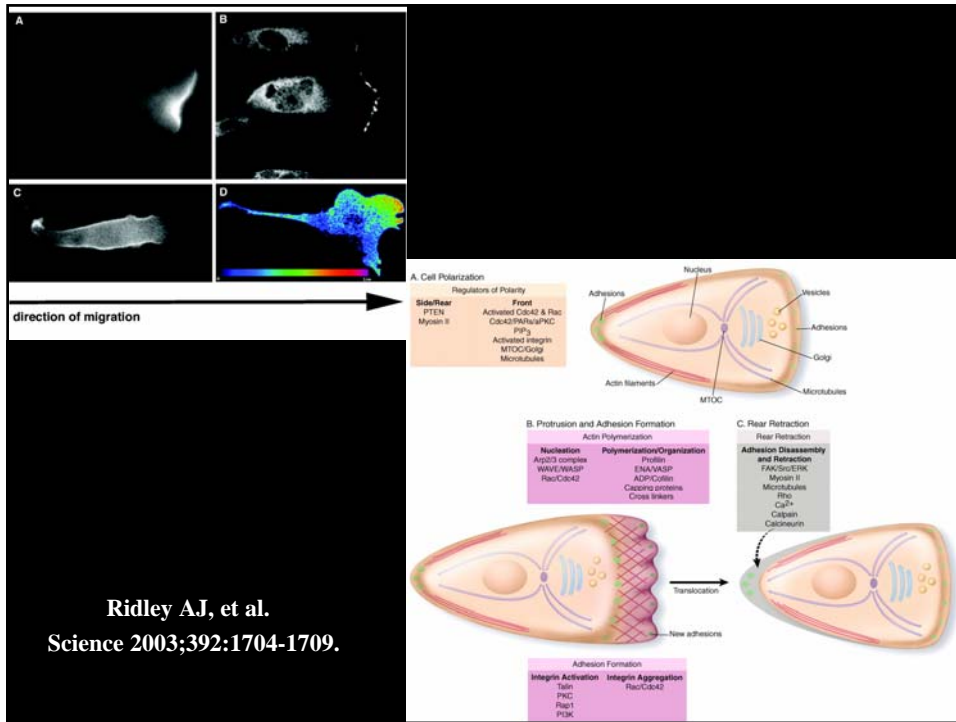 A
B
C
D
direction of migration
A. Cell Polarization
Regulators of Polarity
Side/Rear
PTEN
Myosin II
Front
Activated Cdc42 & Rac
Cdc42/PARs/aPKC
PIP3
Activated integrin
MTOC/Golgi
Microtubules
Nucleus
Adhesions
Vesicles
Adhesions
Golgi
Microtubules
MTOC
Actin filaments
B. Protrusion and Adhesion Formation
Actin Polymerization
Nucleation
Arp2/3 complex
WAVE/WASP
Rac/Cdc42
Polymerization/Organization
Profilin
ENA/VASP
ADP/Cofilin
Capping proteins
Cross linkers
C. Rear Retraction
Rear Retraction
Adhesion Disassembly
and Retraction
FAK/Src/ERK
Myosin II
Microtubules
Rho
Ca2+
Calpain
Calcineurin
Translocation
New adhesions
Adhesion Formation
Integrin Activation
Talin
PKC
Rap1
PI3K
Integrin Aggregation
Rac/Cdc42
Ridley AJ, et al.
Science 2003;392:1704-1709.